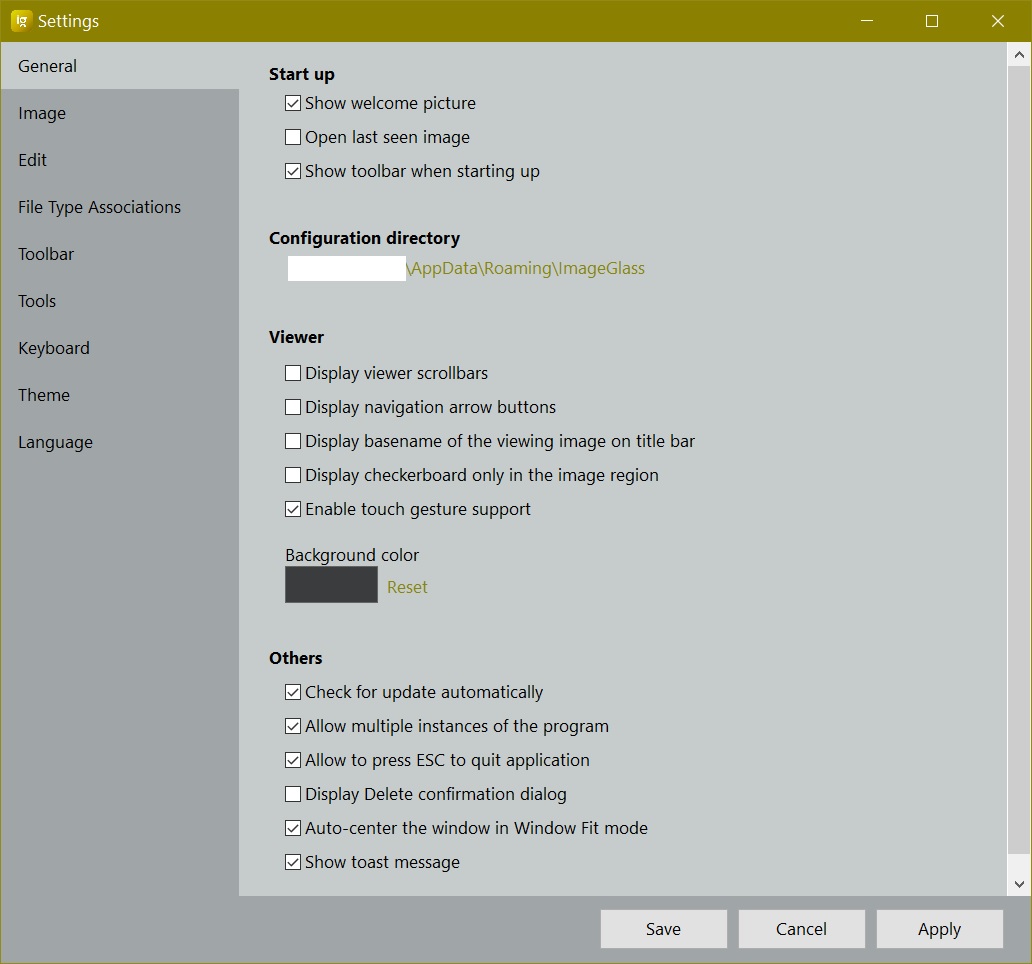 Ig Settings
General
Image
Edit
File Type Associations
Toolbar
Tools
Keyboard
Theme
Language
Start up
Show welcome picture
Open last seen image
Show toolbar when starting up
Configuration directory
\AppData\Roaming\ImageGlass
Viewer
Display viewer scrollbars
Display navigation arrow buttons
Display basename of the viewing image on title bar
Display checkerboard only in the image region
Enable touch gesture support
Background color
Reset
Others
Check for update automatically
Allow multiple instances of the program
Allow to press ESC to quit application
Display Delete confirmation dialog
Auto-center the window in Window Fit mode
Show toast message
Save Cancel Apply